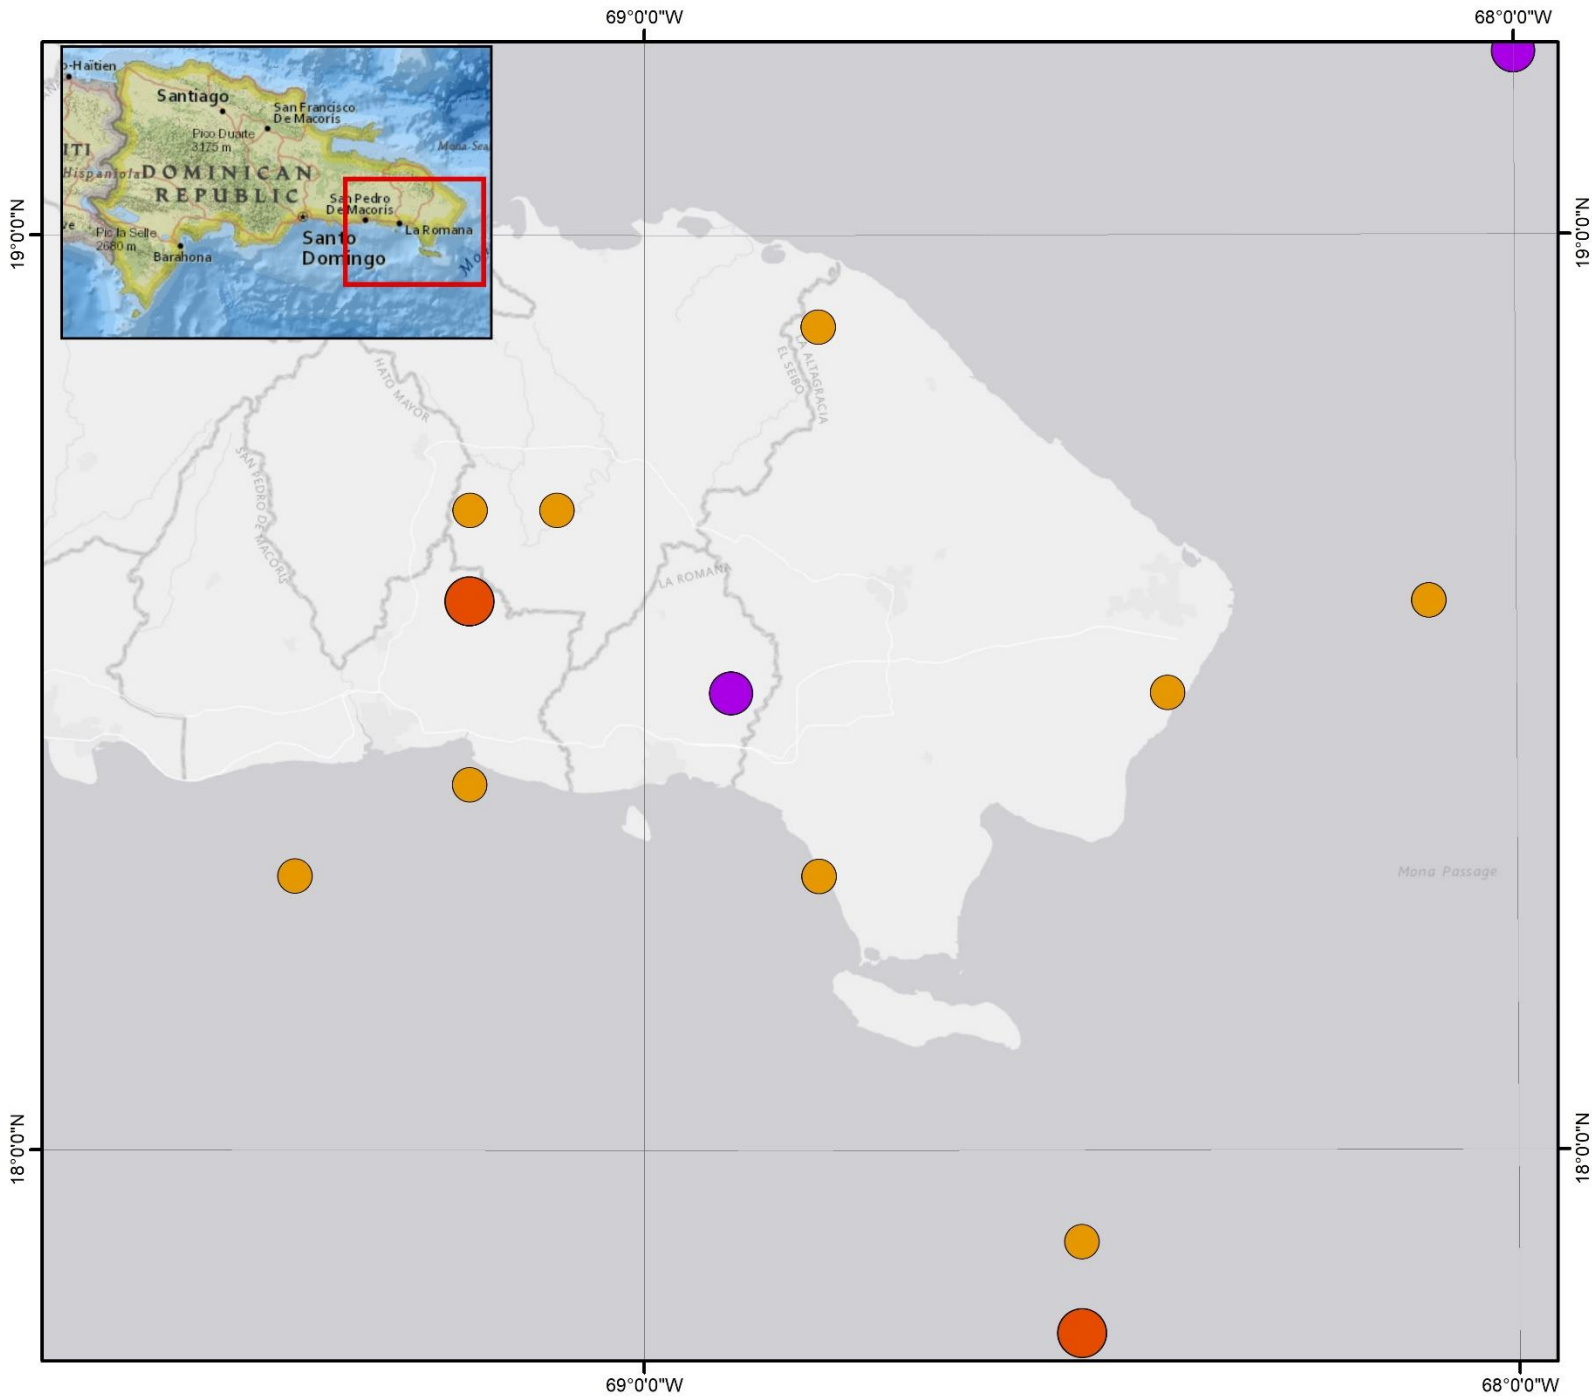 69°0'0"W
68°0'0"W
o-Haïtien
Santiago
San Francisco
De Macoris
Pico Duarte
3175 m
Mona Sea
ITI
Hispaniola
DOMINICAN
REPUBLIC
San Pedro
De Macoris
La Romana
Pic la Selle
2680 m
Santo
Domingo
Barahona
19°0'0"N
19°0'0"N
HATO MAYOR
LA ALTAGRACIA
EL SEIBO
SAN PEDRO DE MACORÍS
LA ROMANA
Mona Passage
18°0'0"N
18°0'0"N
69°0'0"W
68°0'0"W